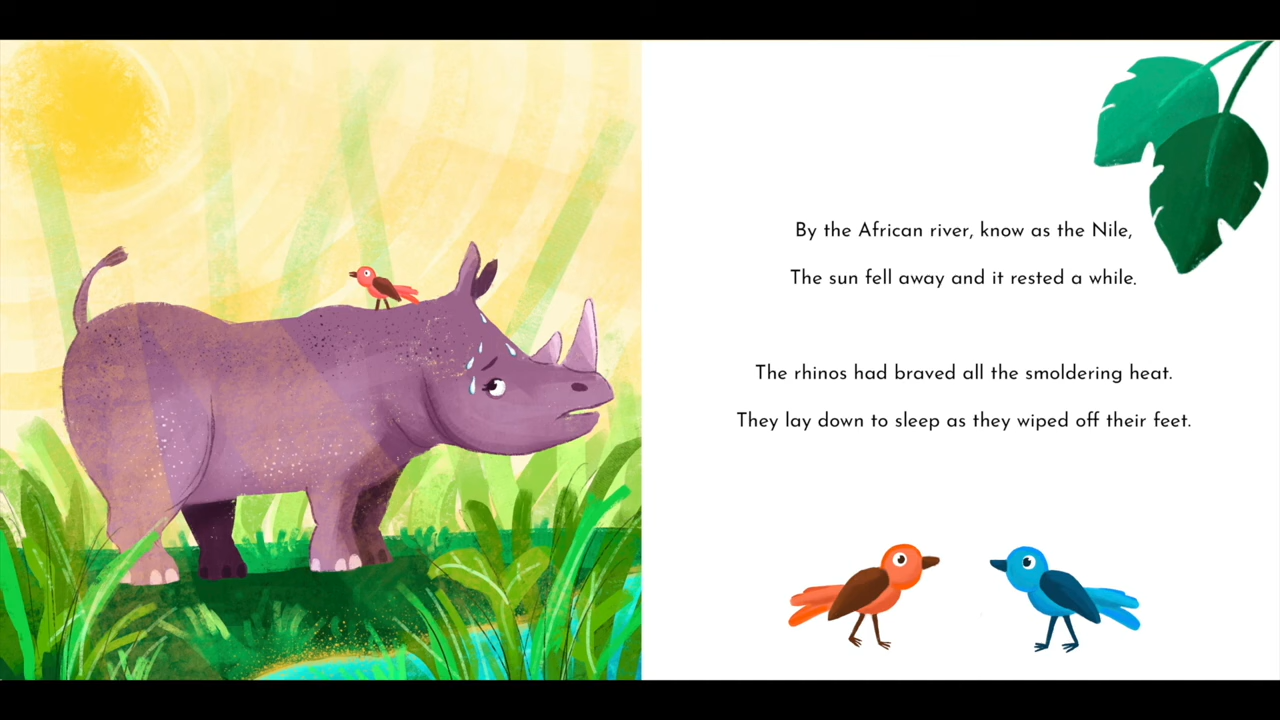 By the African river, know as the Nile,
The sun fell away and it rested a while.
The rhinos had braved all the smoldering heat.
They lay down to sleep as they wiped off their feet.